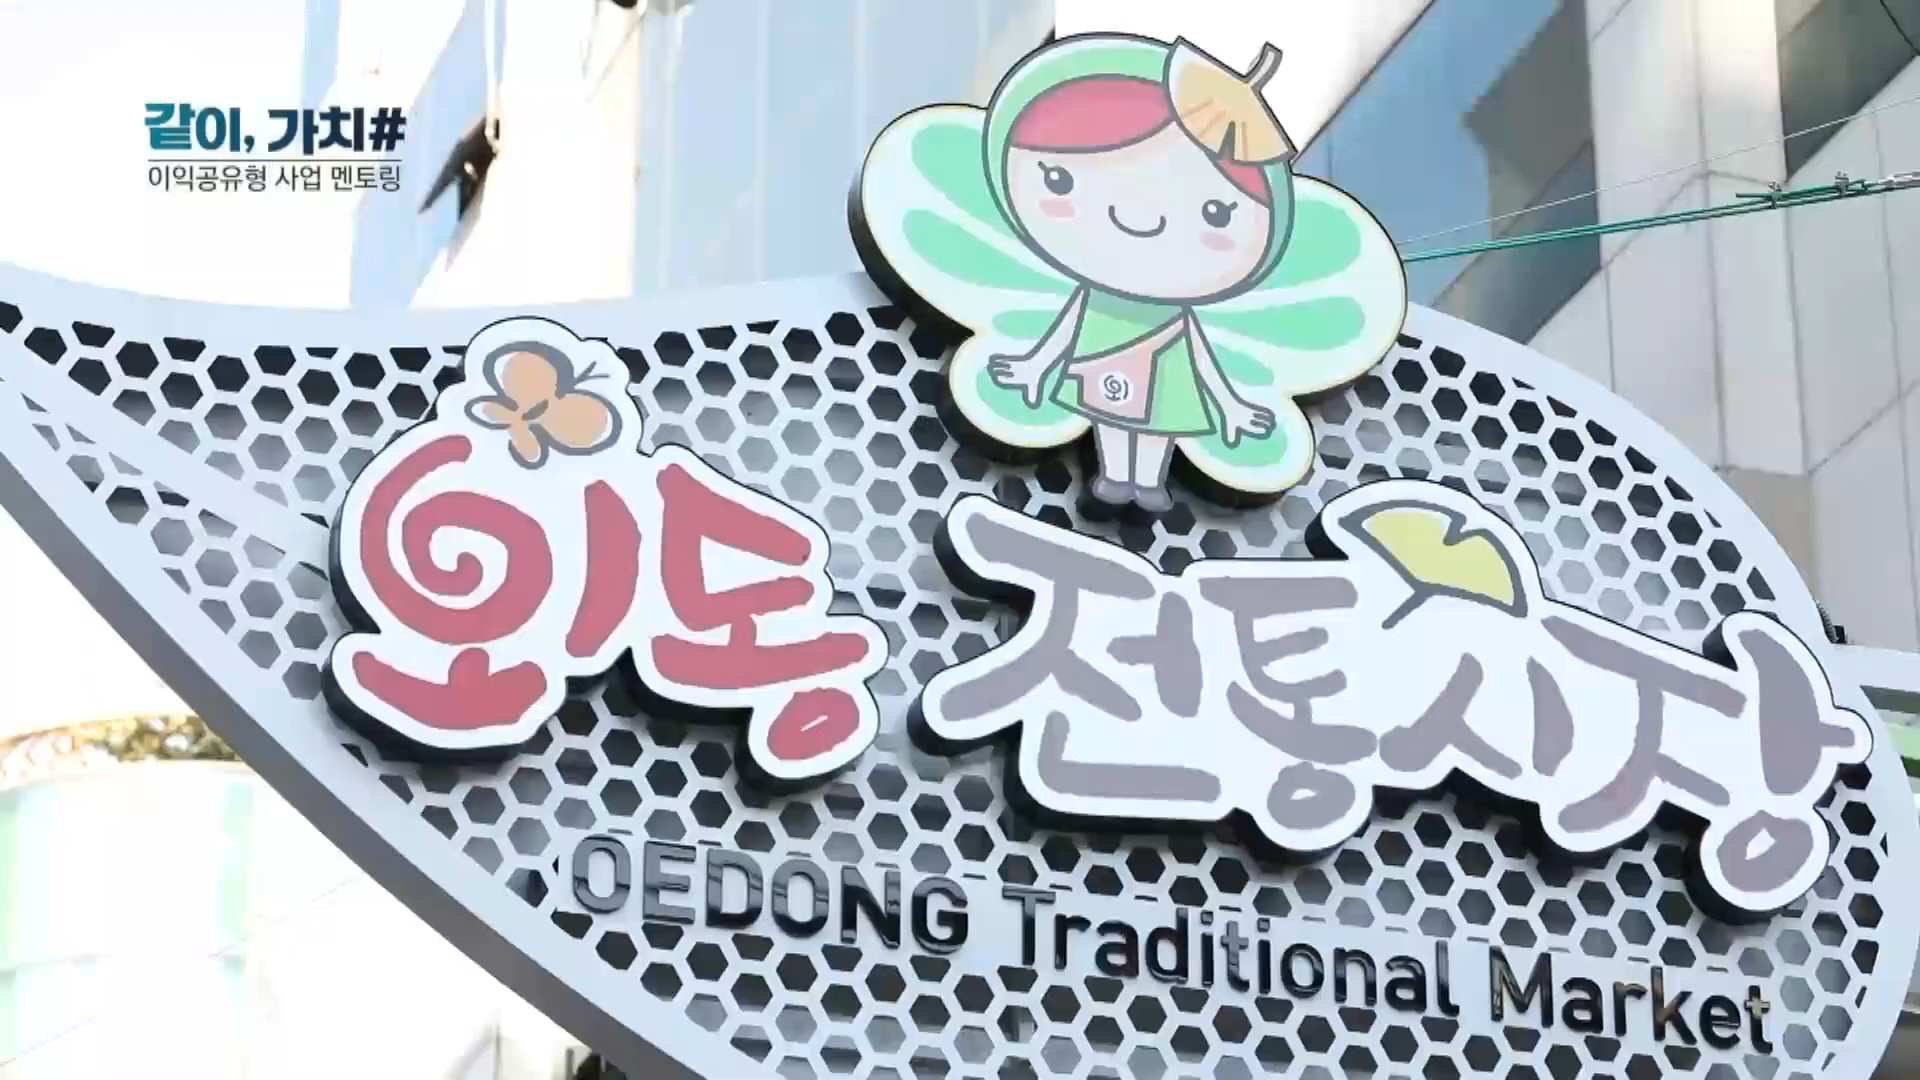 같이, 가치#
이익공유형 사업 멘토링
외동 전통시장
OEDONG Traditional Market